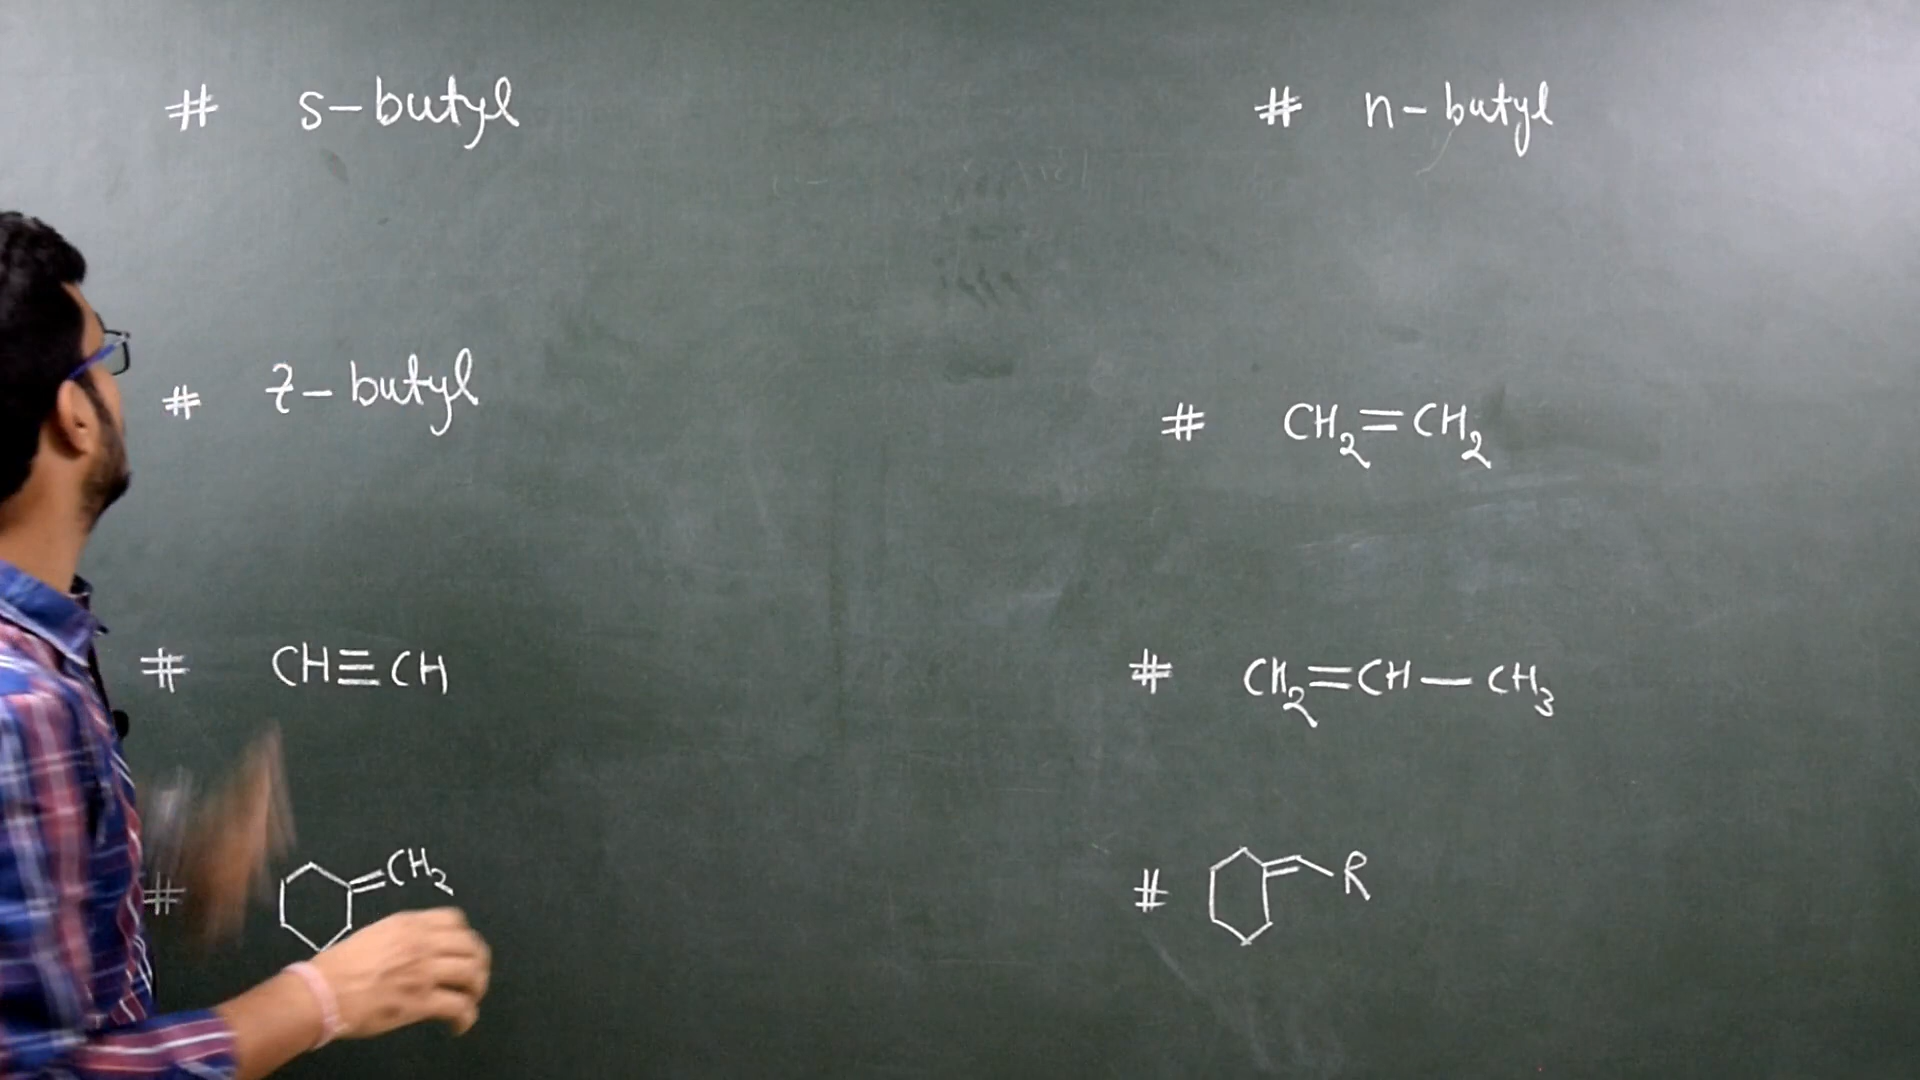 # s-butyl
# n-butyl
# t-butyl
# CH₂=CH₂
# CH≡CH
# CH₂=CH—CH₃
# =CH₂
# R